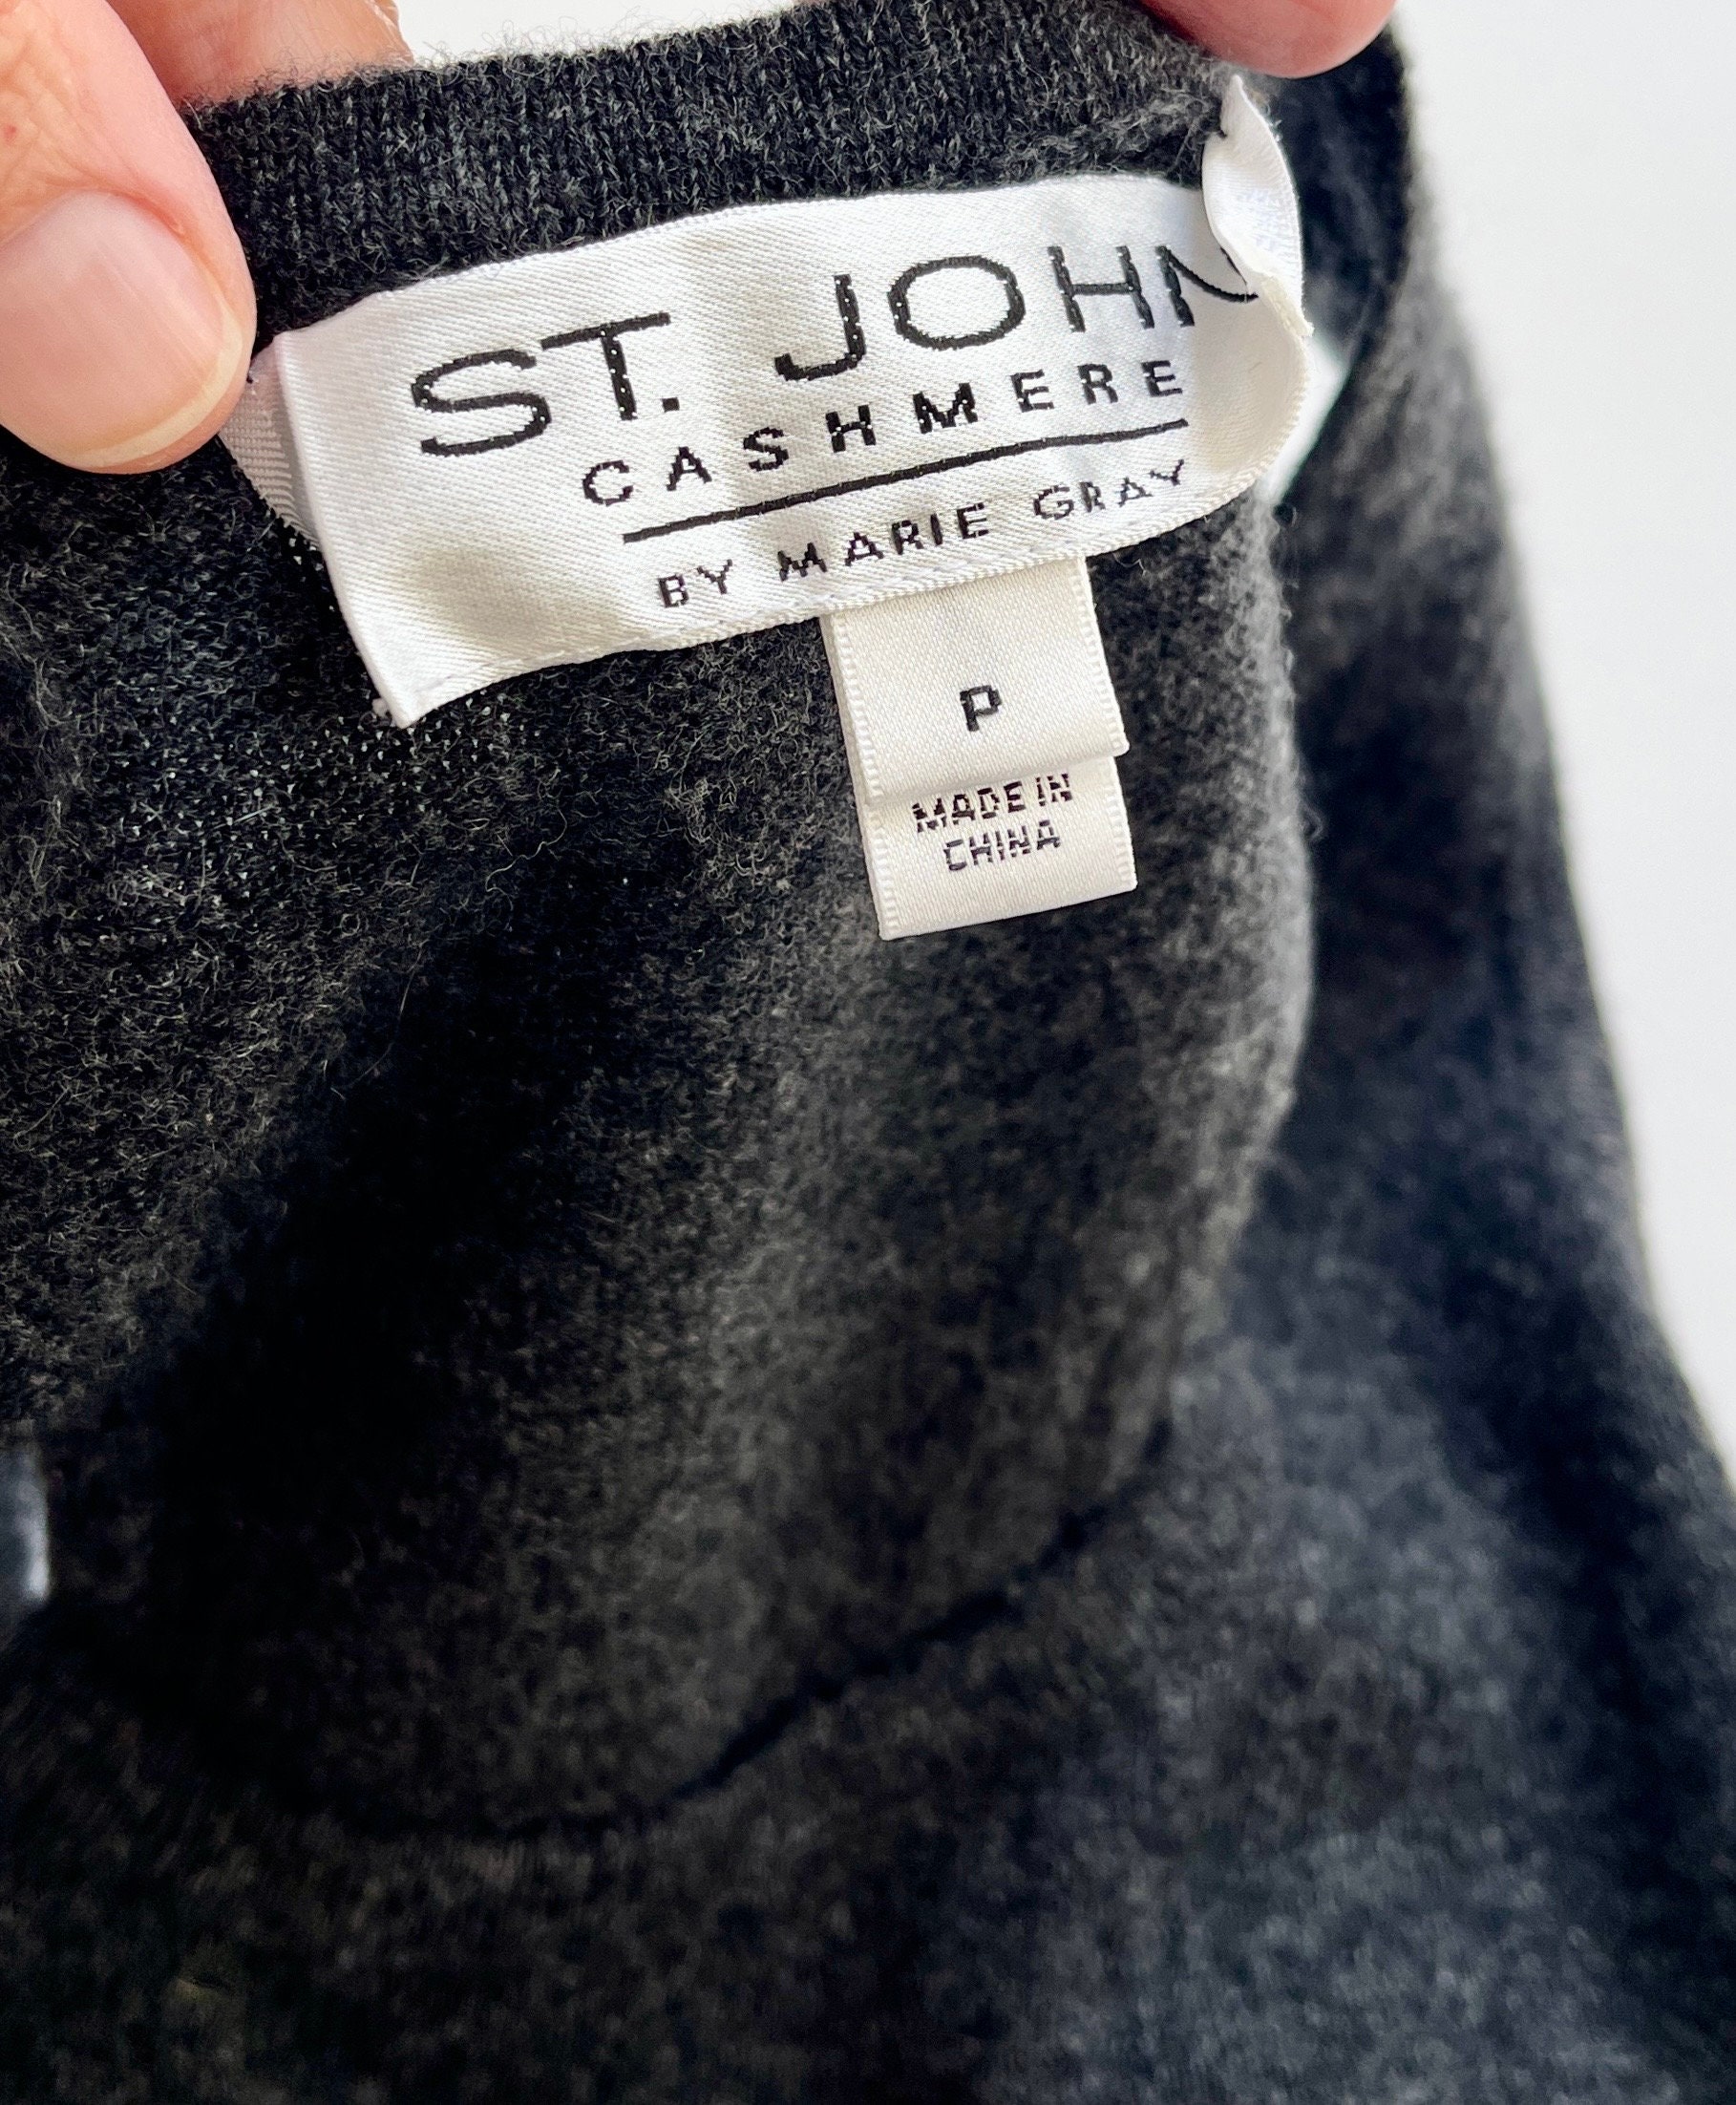 ST. JOHN
CASHMERE
BY MARIE GRAY
P
MADE IN
CHINA